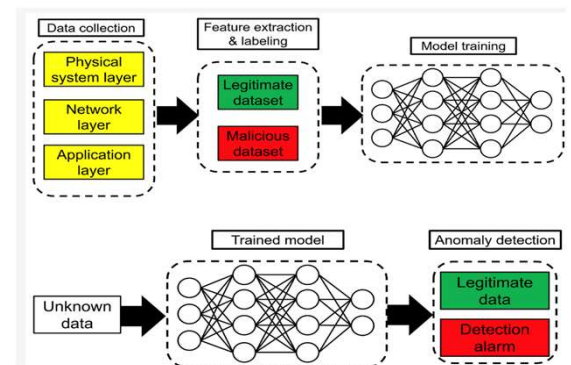 Data collection
Feature extraction
& labeling
Model training
Physical
system layer
Network
layer
Application
layer
Legitimate
dataset
Malicious
dataset
Trained model
Anomaly detection
Unknown
data
Legitimate
data
Detection
alarm